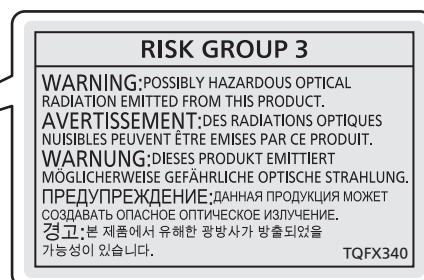 RISK GROUP 3
WARNING:POSSIBLY HAZARDOUS OPTICAL
RADIATION EMITTED FROM THIS PRODUCT.
AVERTISSEMENT:DES RADIATIONS OPTIQUES
NUISIBLES PEUVENT ÊTRE EMISES PAR CE PRODUIT.
WARNUNG:DIESES PRODUKT EMITTIERT
MÖGLICHERWEISE GEFÄHRLICHE OPTISCHE STRAHLUNG.
ПРЕДУПРЕЖДЕНИЕ:ДАННАЯ ПРОДУКЦИЯ МОЖЕТ
СОЗДАВАТЬ ОПАСНОЕ ОПТИЧЕСКОЕ ИЗЛУЧЕНИЕ.
경고:본 제품에서 유해한 광방사가 방출되었을
가능성이 있습니다.
TQFX340